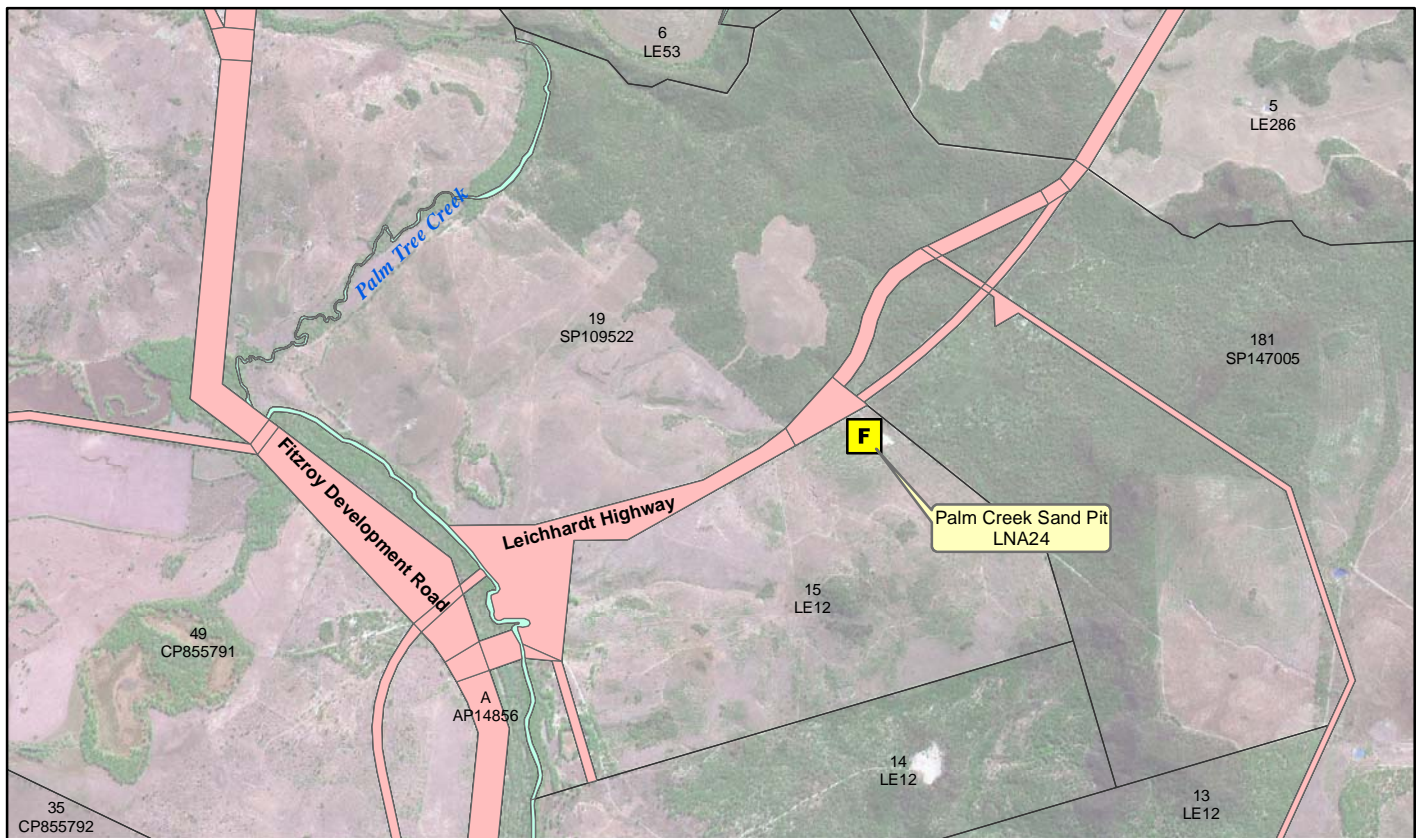 6
LE53
5
LE286
Palm Tree Creek
19
SP109522
181
SP147005
F
Fitzroy Development Road
Leichhardt Highway
Palm Creek Sand Pit
LNA24
15
LE12
49
CP855791
A
AP14856
14
LE12
13
LE12
35
CP855792